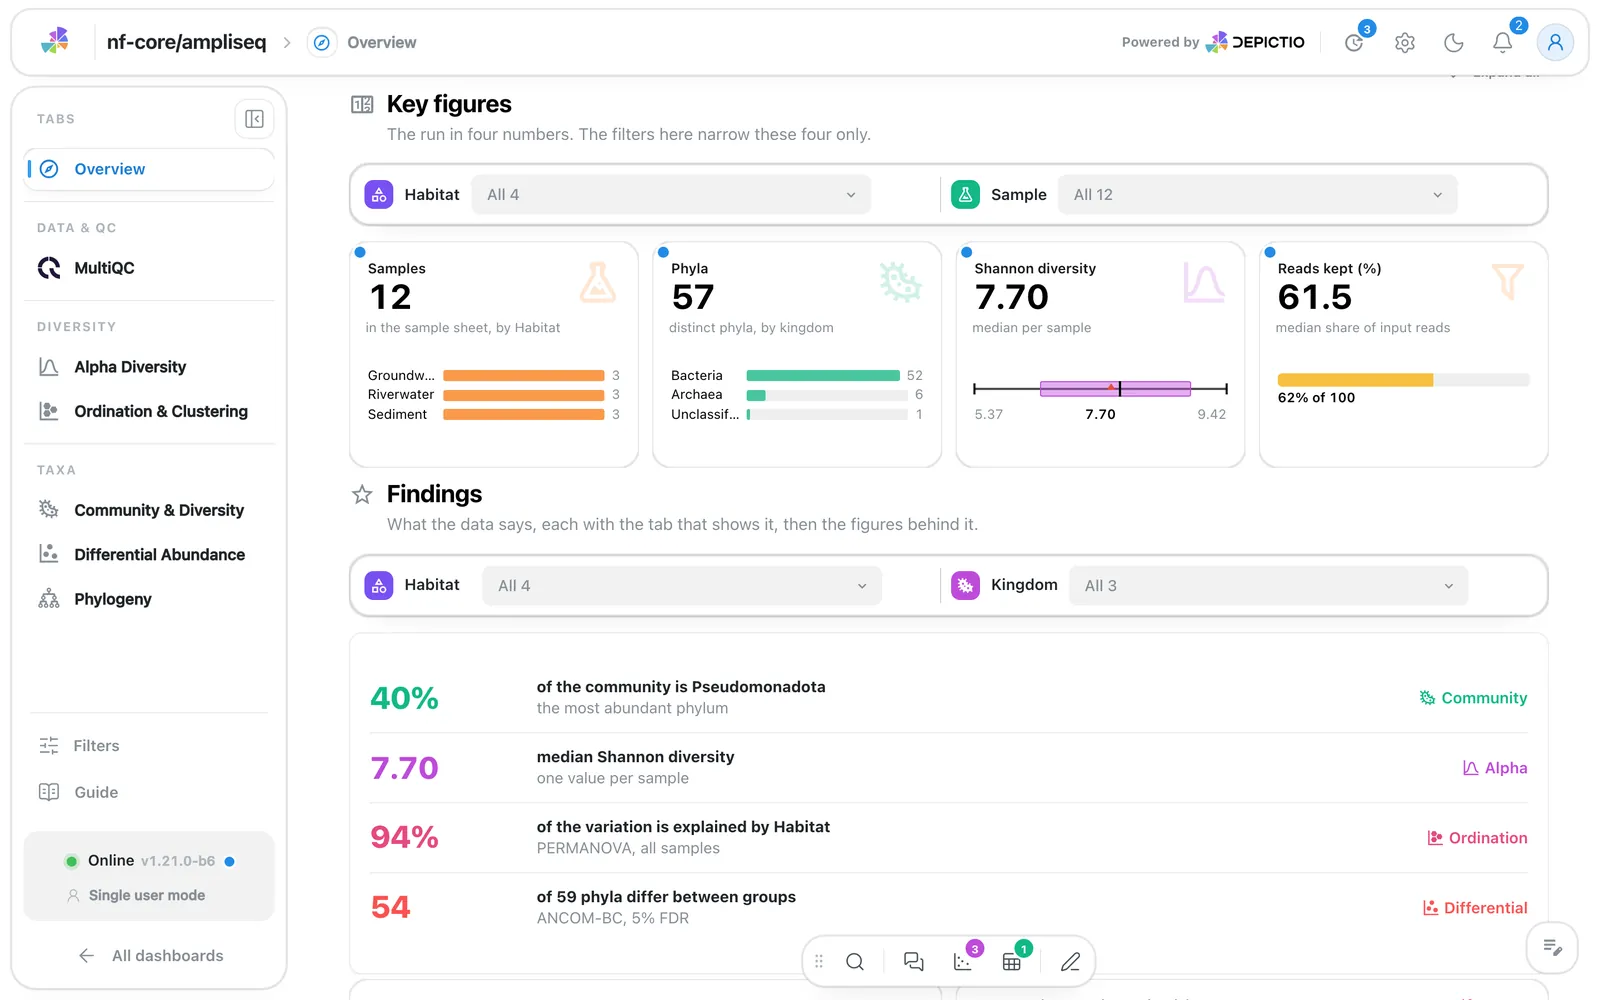 nf-core/ampliseq
Overview
Powered by DEPICTIO
3
2
TABS
Overview
DATA & QC
MultiQC
DIVERSITY
Alpha Diversity
Ordination & Clustering
TAXA
Community & Diversity
Differential Abundance
Phylogeny
Filters
Guide
Online v1.21.0-b6
Single user mode
All dashboards
Key figures
The run in four numbers. The filters here narrow these four only.
Habitat All 4
Sample All 12
Samples
12
in the sample sheet, by Habitat
Groundw... 3
Riverwater 3
Sediment 3
Phyla
57
distinct phyla, by kingdom
Bacteria 52
Archaea 6
Unclassif... 1
Shannon diversity
7.70
median per sample
5.37 7.70 9.42
Reads kept (%)
61.5
median share of input reads
62% of 100
Findings
What the data says, each with the tab that shows it, then the figures behind it.
Habitat All 4
Kingdom All 3
40%
of the community is Pseudomonadota
the most abundant phylum
Community
7.70
median Shannon diversity
one value per sample
Alpha
94%
of the variation is explained by Habitat
PERMANOVA, all samples
Ordination
54
of 59 phyla differ between groups
ANCOM-BC, 5% FDR
Differential
3
1